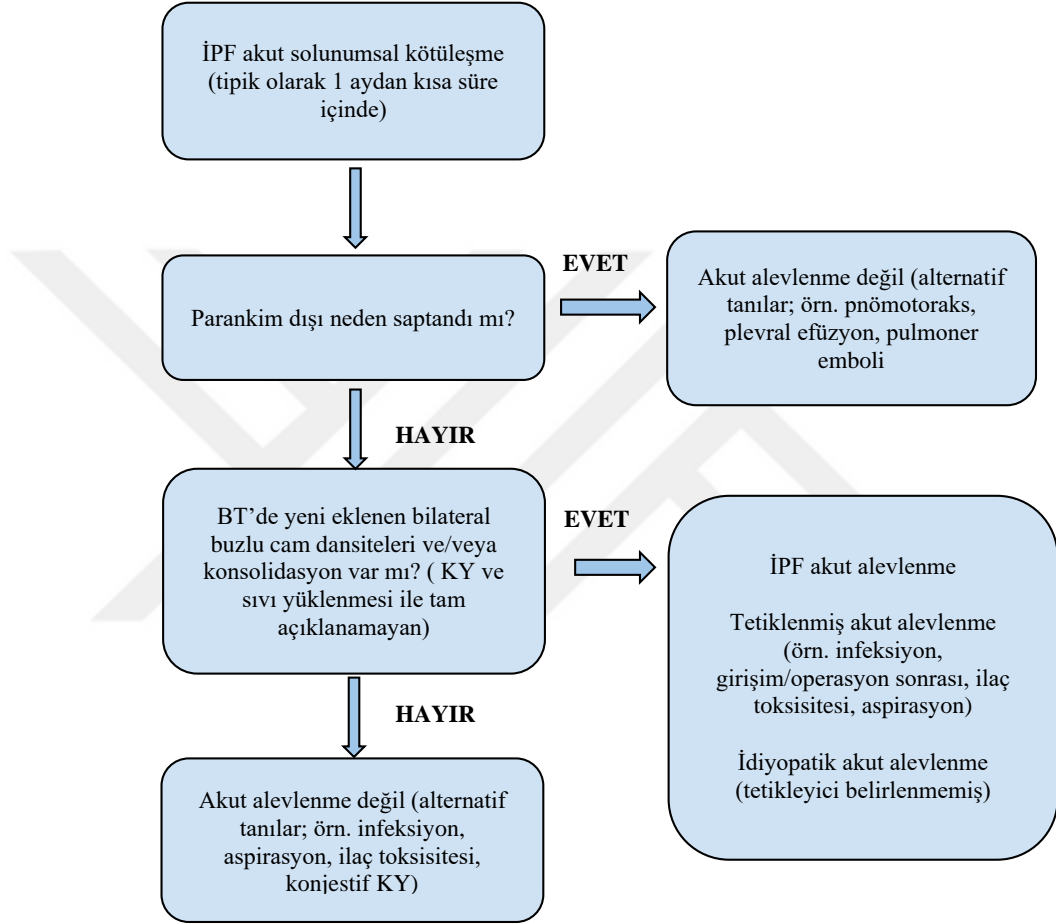 İPF akut solunumsal kötüleşme
(tipik olarak 1 aydan kısa süre
içinde)
Parankim dışı neden saptandı mı?
EVET
Akut alevlenme değil (alternatif
tanılar; örn. pnömotoraks,
plevral efüzyon, pulmoner
emboli
HAYIR
BT’de yeni eklenen bilateral
buzlu cam dansiteleri ve/veya
konsolidasyon var mı? ( KY ve
sıvı yüklenmesi ile tam
açıklanamayan)
EVET
İPF akut alevlenme
Tetiklenmiş akut alevlenme
(örn. infeksiyon,
girişim/operasyon sonrası, ilaç
toksisitesi, aspirasyon)
İdiyopatik akut alevlenme
(tetikleyici belirlenmemiş)
HAYIR
Akut alevlenme değil (alternatif
tanılar; örn. infeksiyon,
aspirasyon, ilaç toksisitesi,
konjestif KY)